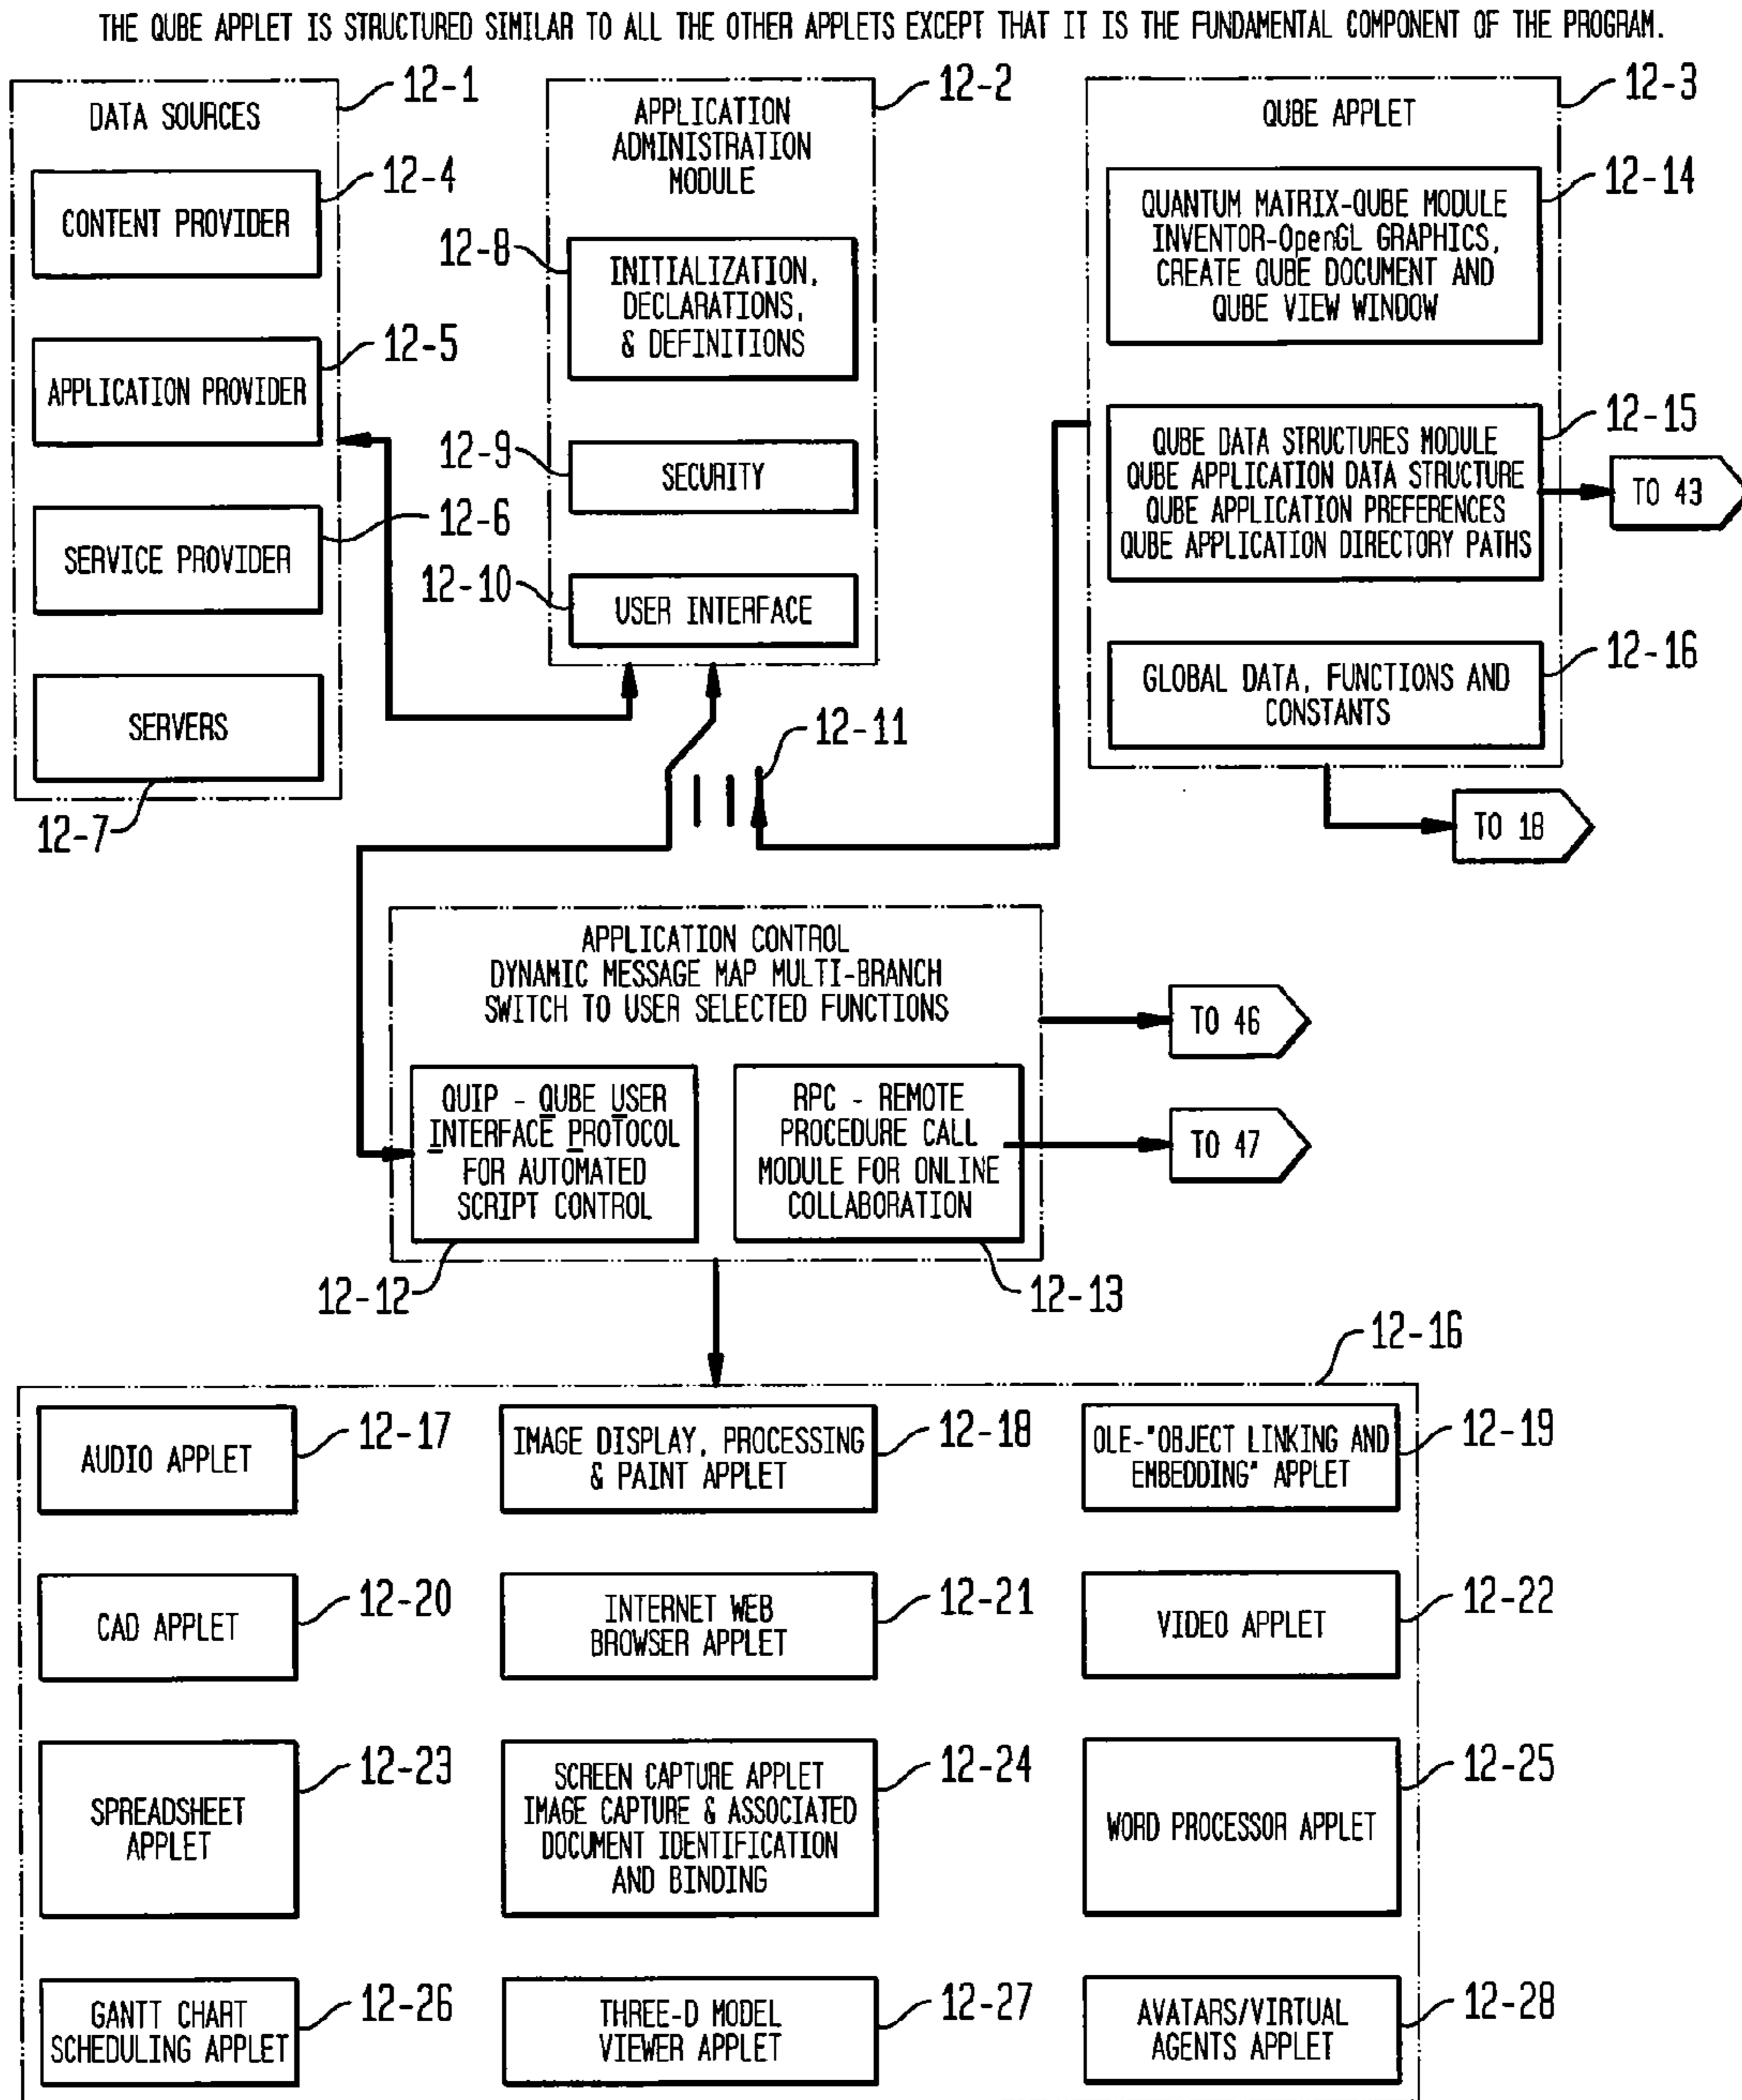 THE QUBE APPLET IS STRUCTURED SIMILAR TO ALL THE OTHER APPLETS EXCEPT THAT IT IS THE FUNDAMENTAL COMPONENT OF THE PROGRAM.
DATA SOURCES
12-1
CONTENT PROVIDER
12-4
APPLICATION PROVIDER
12-5
SERVICE PROVIDER
12-6
SERVERS
12-7
APPLICATION
ADMINISTRATION
MODULE
12-2
12-8
INITIALIZATION,
DECLARATIONS,
& DEFINITIONS
12-9
SECURITY
12-10
USER INTERFACE
12-11
QUBE APPLET
12-3
QUANTUM MATRIX-QUBE MODULE
INVENTOR-OpenGL GRAPHICS,
CREATE QUBE DOCUMENT AND
QUBE VIEW WINDOW
12-14
QUBE DATA STRUCTURES MODULE
QUBE APPLICATION DATA STRUCTURE
QUBE APPLICATION PREFERENCES
QUBE APPLICATION DIRECTORY PATHS
12-15
TO 43
GLOBAL DATA, FUNCTIONS AND
CONSTANTS
12-16
TO 18
APPLICATION CONTROL
DYNAMIC MESSAGE MAP MULTI-BRANCH
SWITCH TO USER SELECTED FUNCTIONS
TO 46
QUIP - QUBE USER
INTERFACE PROTOCOL
FOR AUTOMATED
SCRIPT CONTROL
12-12
RPC - REMOTE
PROCEDURE CALL
MODULE FOR ONLINE
COLLABORATION
12-13
TO 47
12-16
AUDIO APPLET
12-17
IMAGE DISPLAY, PROCESSING
& PAINT APPLET
12-18
OLE-"OBJECT LINKING AND
EMBEDDING" APPLET
12-19
CAD APPLET
12-20
INTERNET WEB
BROWSER APPLET
12-21
VIDEO APPLET
12-22
SPREADSHEET
APPLET
12-23
SCREEN CAPTURE APPLET
IMAGE CAPTURE & ASSOCIATED
DOCUMENT IDENTIFICATION
AND BINDING
12-24
WORD PROCESSOR APPLET
12-25
GANTT CHART
SCHEDULING APPLET
12-26
THREE-D MODEL
VIEWER APPLET
12-27
AVATARS/VIRTUAL
AGENTS APPLET
12-28